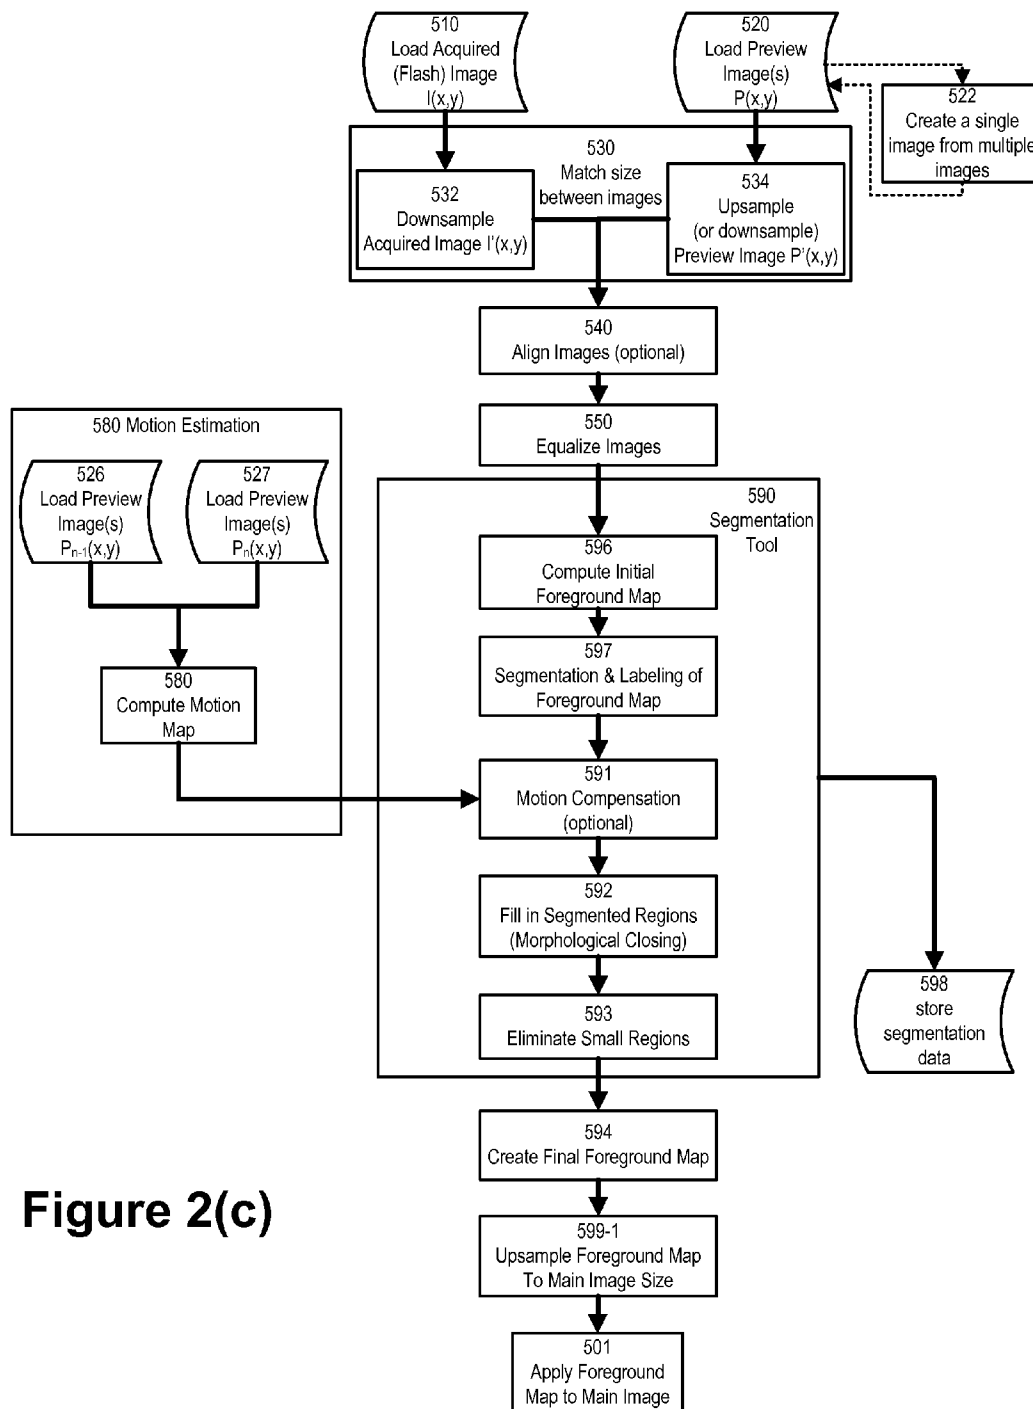 510
Load Acquired
(Flash) Image
I(x,y)
520
Load Preview
Image(s)
P(x,y)
522
Create a single
image from multiple
images
530
Match size
between images
532
Downsample
Acquired Image I'(x,y)
534
Upsample
(or downsample)
Preview Image P'(x,y)
540
Align Images (optional)
550
Equalize Images
580 Motion Estimation
526
Load Preview
Image(s)
Pn-1(x,y)
527
Load Preview
Image(s)
Pn(x,y)
580
Compute Motion
Map
590
Segmentation
Tool
596
Compute Initial
Foreground Map
597
Segmentation & Labeling of
Foreground Map
591
Motion Compensation
(optional)
592
Fill in Segmented Regions
(Morphological Closing)
593
Eliminate Small Regions
598
store
segmentation
data
594
Create Final Foreground Map
599-1
Upsample Foreground Map
To Main Image Size
501
Apply Foreground
Map to Main Image
Figure 2(c)